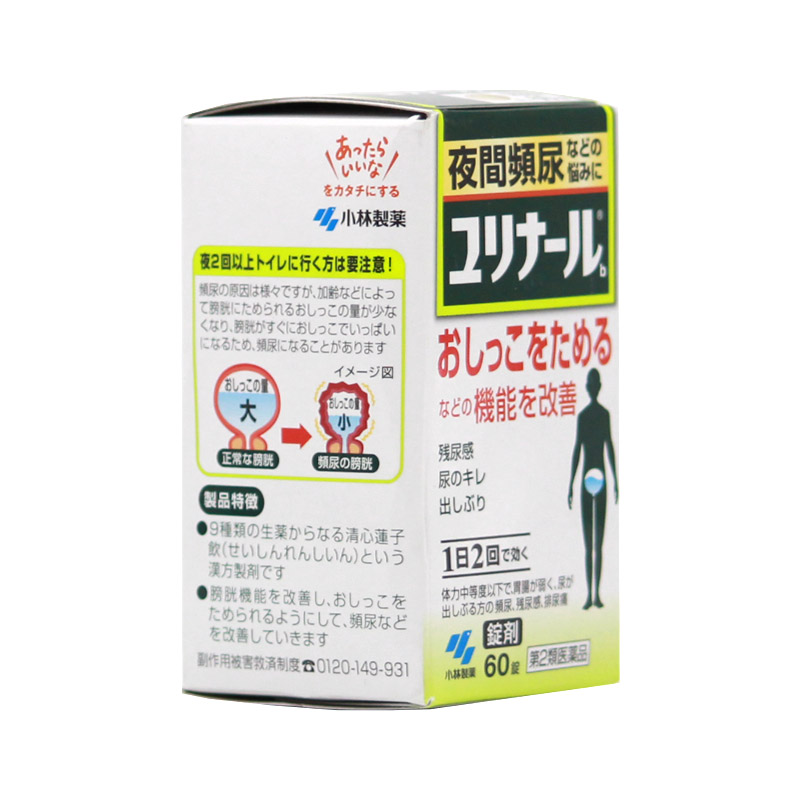 あったら
いいな
をカタチにする
小林製薬
夜2回以上トイレに行く方は要注意!
頻尿の原因は様々ですが、加齢などによっ
て膀胱にためられるおしっこの量が少な
くなり、膀胱がすぐにおしっこでいっぱい
になるため、頻尿になることがあります
イメージ図
おしっこの量
大
正常な膀胱
おしっこの量
小
頻尿の膀胱
製品特徴
●9種類の生薬からなる清心蓮子
飲(せいしんれんしいん)という
漢方製剤です
●膀胱機能を改善し、おしっこを
ためられるようにして、頻尿など
を改善していきます
副作用被害救済制度☎0120-149-931
夜間頻尿などの
悩みに
ユリナール®b
おしっこをためる
などの機能を改善
残尿感
尿のキレ
出しぶり
1日2回で効く
体力中等度以下で、胃腸が弱く、尿が
出しぶる方の頻尿、残尿感、排尿痛
小林製薬
錠剤
60錠
第2類医薬品